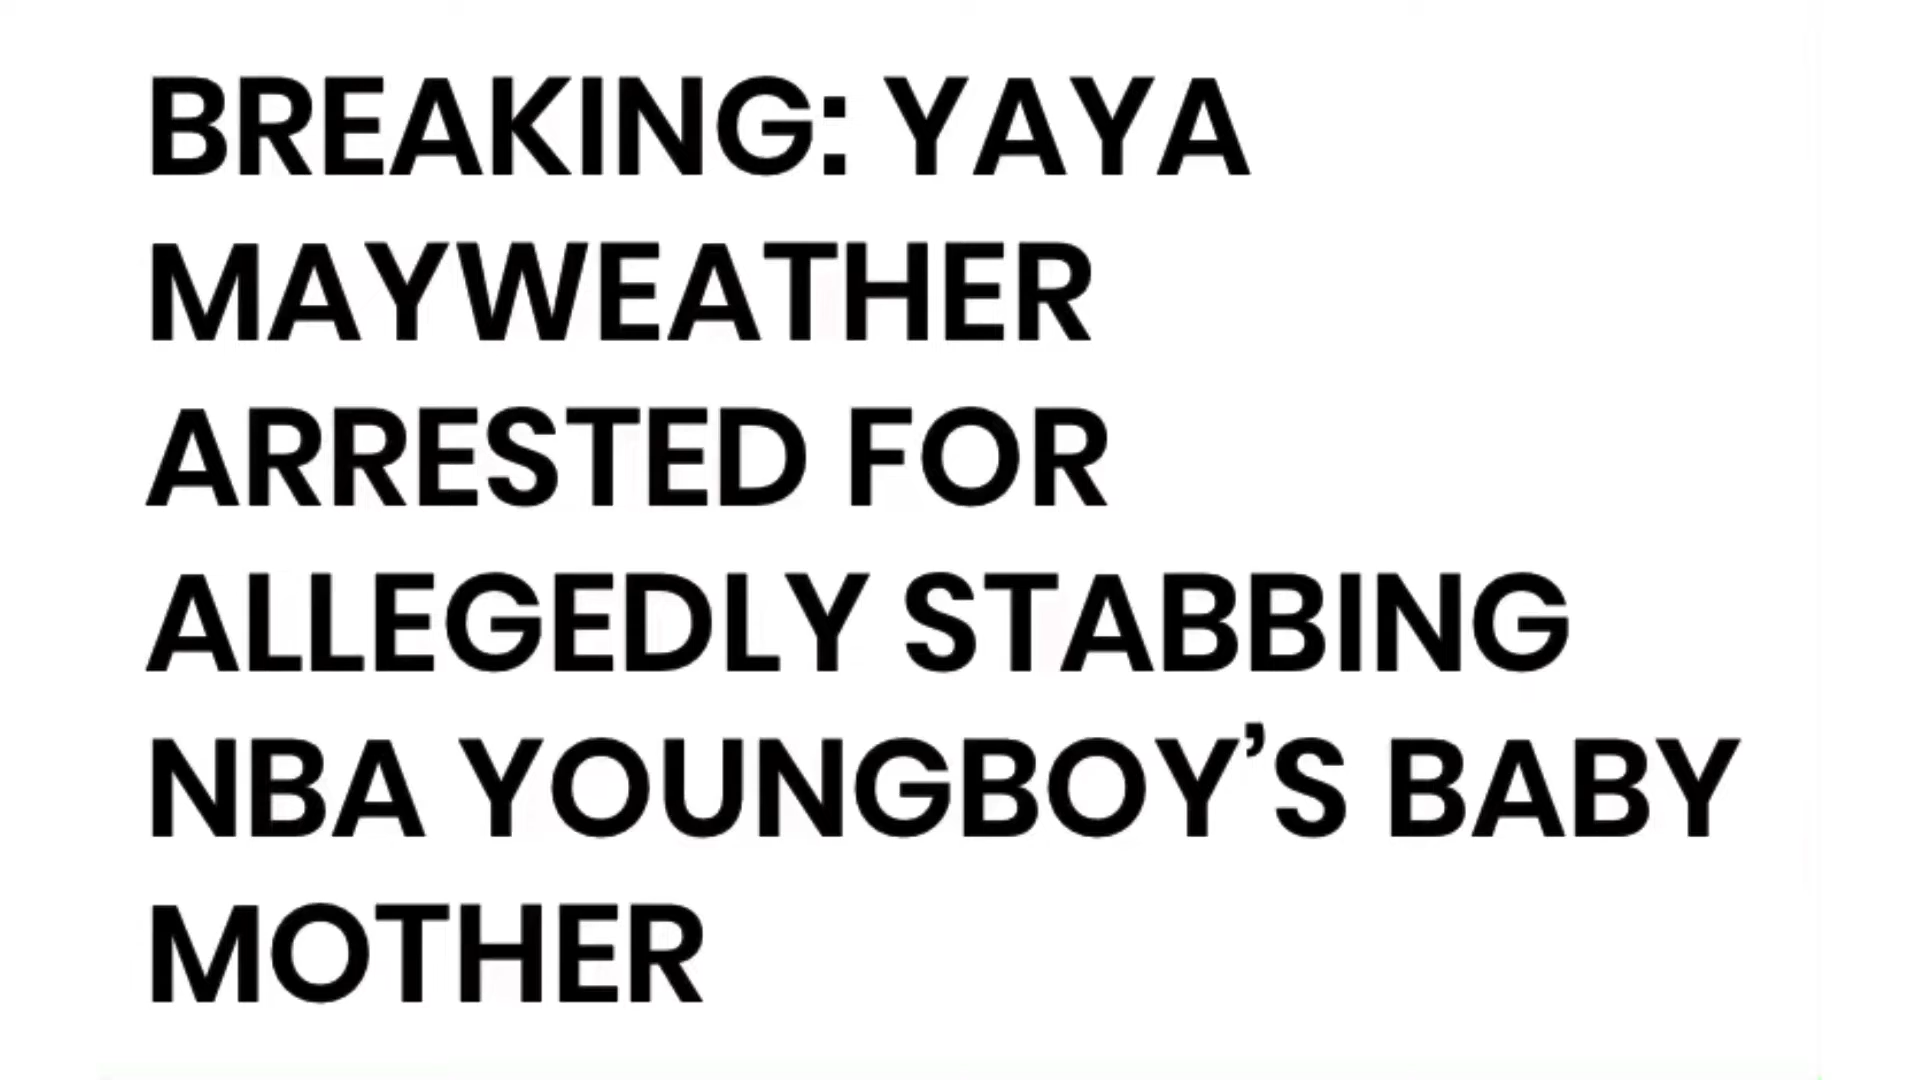 BREAKING: YAYA
MAYWEATHER
ARRESTED FOR
ALLEGEDLY STABBING
NBA YOUNGBOY’S BABY
MOTHER